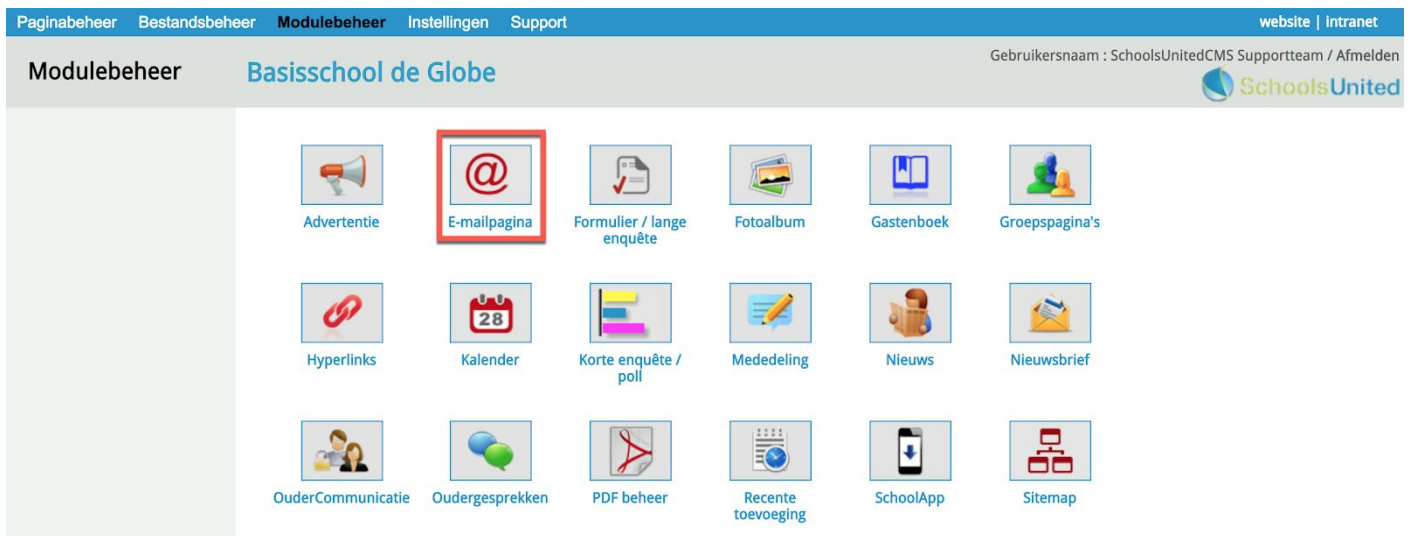 Paginabeheer Bestandsbeheer Modulebeheer Instellingen Support website | intranet
Gebruikersnaam : SchoolsUnitedCMS Supportteam / Afmelden
Modulebeheer Basisschool de Globe
SchoolsUnited
@
Advertentie E-mailpagina Formulier / lange Fotoalbum Gastenboek Groepspagina's
enquête
28
Hyperlinks Kalender Korte enquête / Mededeling Nieuws Nieuwsbrief
poll
OuderCommunicatie Oudergesprekken PDF beheer Recente SchoolApp Sitemap
toevoeging